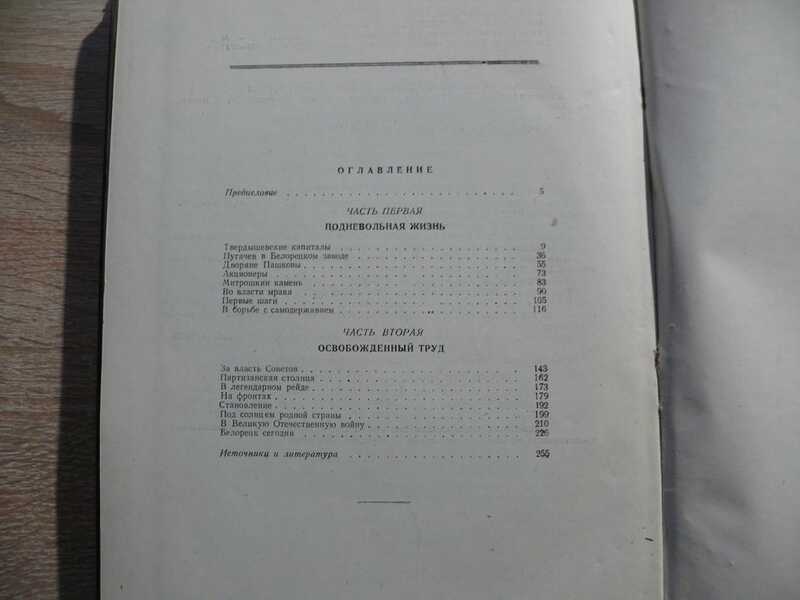 ОГЛАВЛЕНИЕ
Предисловие . . . . . . . . . . . . . . . . . . . . . . . . . . 5
ЧАСТЬ ПЕРВАЯ
ПОДНЕВОЛЬНАЯ ЖИЗНЬ
Твердышевские капиталы . . . . . . . . . . . . . . . . . . . . . 9
Пугачев в Белорецком заводе . . . . . . . . . . . . . . . . . . . . 36
Дворяне Пашковы . . . . . . . . . . . . . . . . . . . . . . . . 55
Акционеры . . . . . . . . . . . . . . . . . . . . . . . . . . 73
Митрошкин камень . . . . . . . . . . . . . . . . . . . . . . . 83
Во власти мрака . . . . . . . . . . . . . . . . . . . . . . . . 90
Первые шаги . . . . . . . . . . . . . . . . . . . . . . . . . 105
В борьбе с самодержавием . . . . . . . . . . . . . . . . . . . . 116
ЧАСТЬ ВТОРАЯ
ОСВОБОЖДЕННЫЙ ТРУД
За власть Советов . . . . . . . . . . . . . . . . . . . . . . . 143
Партизанская столица . . . . . . . . . . . . . . . . . . . . . . 162
В легендарном рейде . . . . . . . . . . . . . . . . . . . . . . 173
На фронтах . . . . . . . . . . . . . . . . . . . . . . . . . . 179
Становление . . . . . . . . . . . . . . . . . . . . . . . . . . 192
Под солнцем родной страны . . . . . . . . . . . . . . . . . . . . 199
В Великую Отечественную войну . . . . . . . . . . . . . . . . . . 210
Белорецк сегодня . . . . . . . . . . . . . . . . . . . . . . . . 226
Источники и литература . . . . . . . . . . . . . . . . . . . . . 255